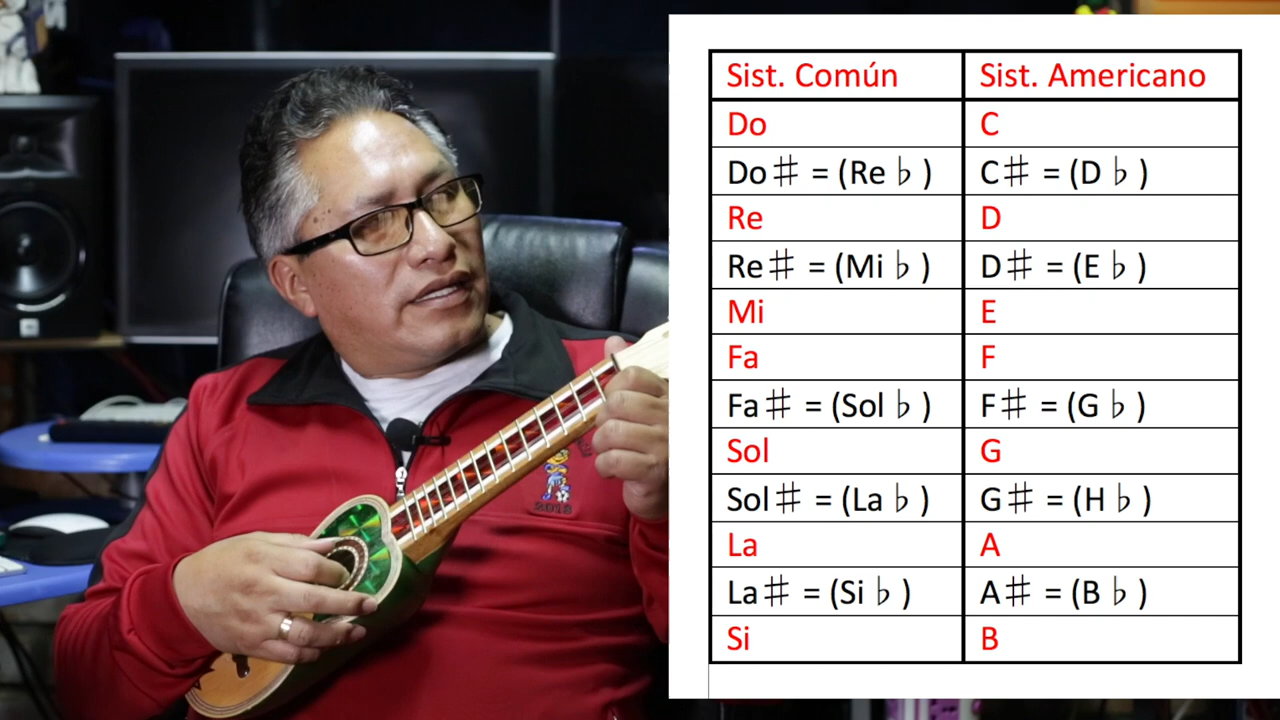 Sist. Común Sist. Americano
Do C
Do♯ = (Re ♭) C♯ = (D ♭)
Re D
Re♯ = (Mi ♭) D♯ = (E ♭)
Mi E
Fa F
Fa♯ = (Sol ♭) F♯ = (G ♭)
Sol G
Sol♯ = (La ♭) G♯ = (H ♭)
La A
La♯ = (Si ♭) A♯ = (B ♭)
Si B
2018